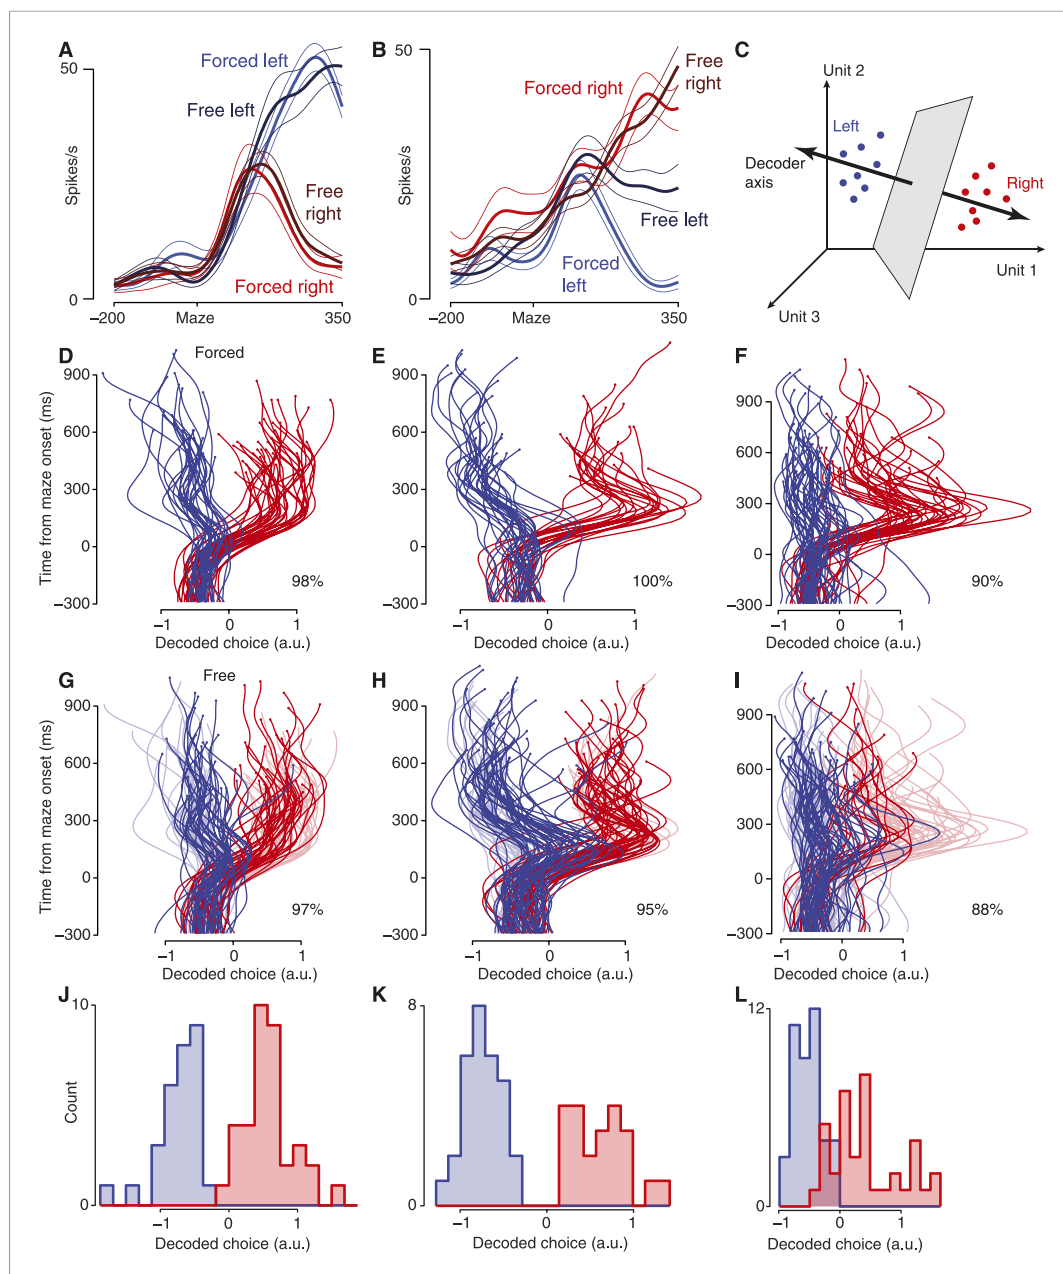 A
50
Spikes/s
0
Forced left
Free left
Free
right
Forced right
–200
Maze
350
B
50
Spikes/s
0
Free
right
Forced right
Free left
Forced
left
–200
Maze
350
C
Unit 2
Left
Decoder
axis
Right
Unit 1
Unit 3
D
Forced
900
600
300
0
–300
Time from maze onset (ms)
98%
–1
0
1
Decoded choice (a.u.)
E
900
600
300
0
–300
100%
–1
0
1
Decoded choice (a.u.)
F
900
600
300
0
–300
90%
–1
0
1
Decoded choice (a.u.)
G
Free
900
600
300
0
–300
Time from maze onset (ms)
97%
–1
0
1
Decoded choice (a.u.)
H
900
600
300
0
–300
95%
–1
0
1
Decoded choice (a.u.)
I
900
600
300
0
–300
88%
–1
0
1
Decoded choice (a.u.)
J
10
Count
0
–1
0
1
Decoded choice (a.u.)
K
8
0
–1
0
1
Decoded choice (a.u.)
L
12
0
–1
0
1
Decoded choice (a.u.)